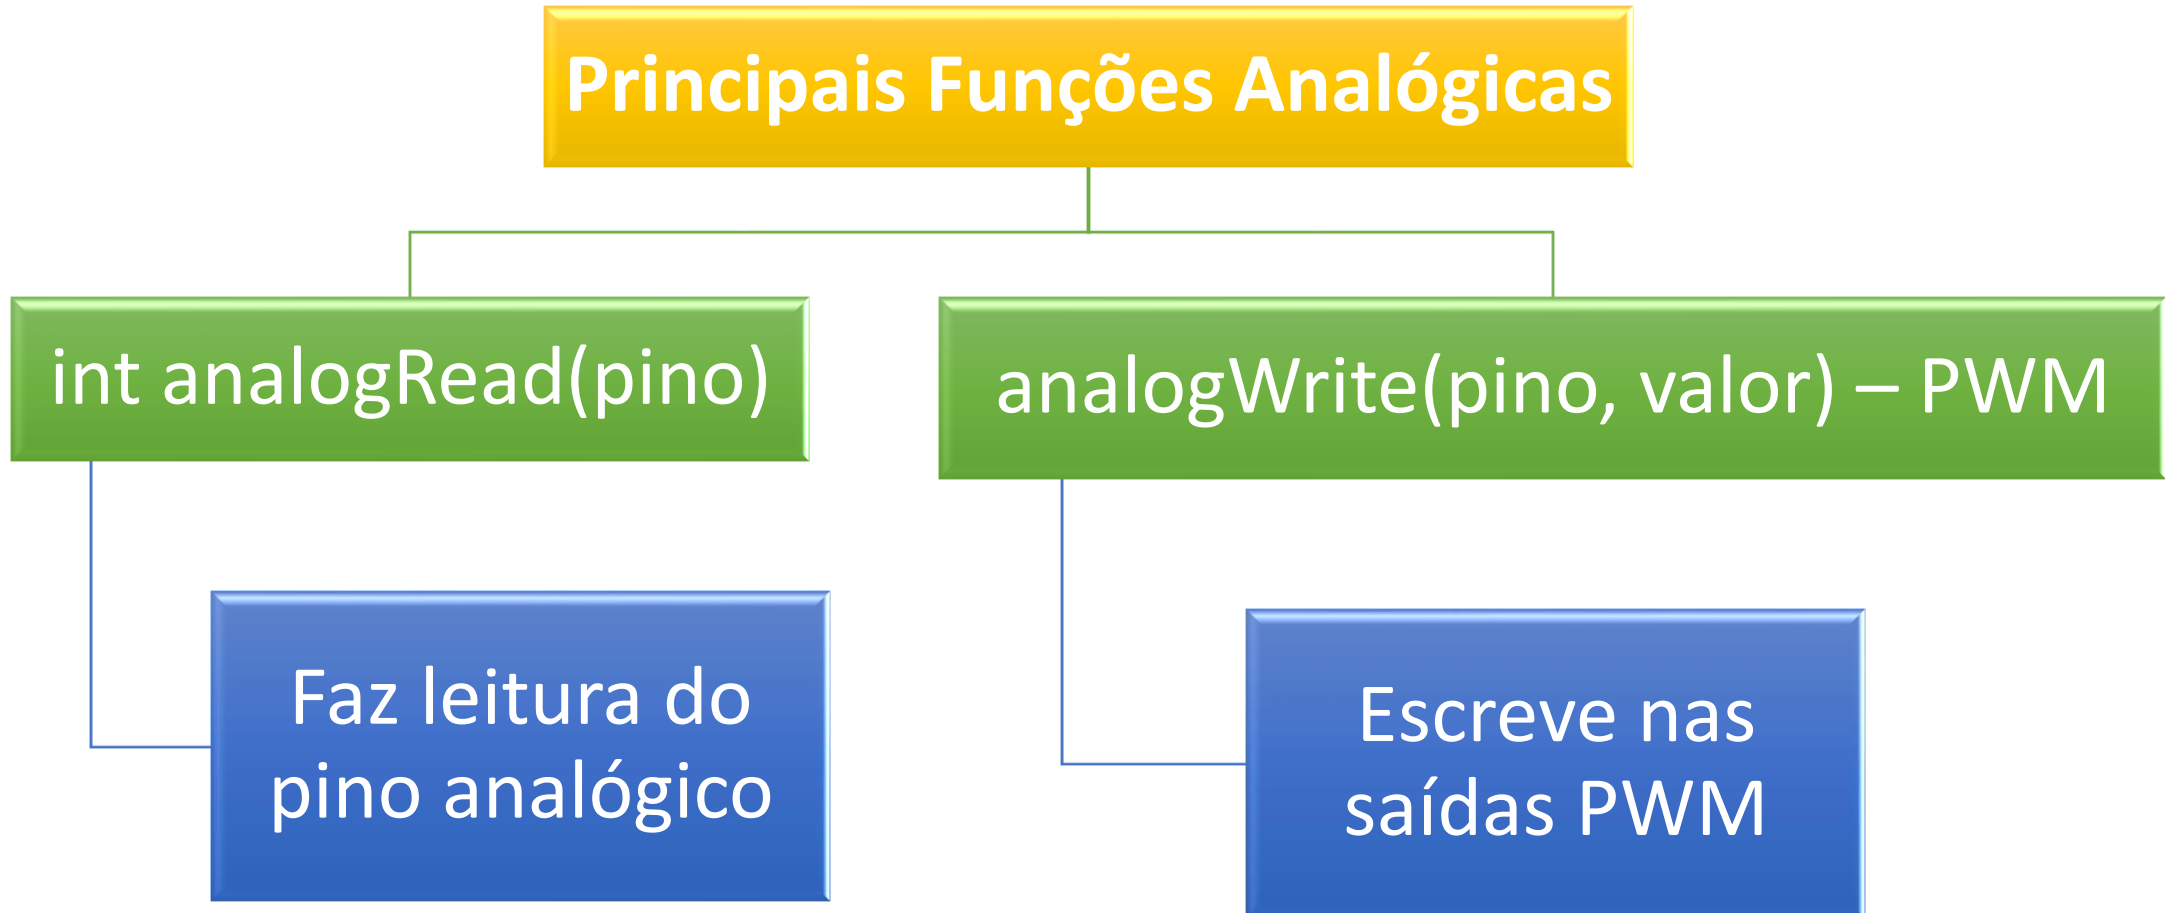 Principais Funções Analógicas
int analogRead(pino)
analogWrite(pino, valor) – PWM
Faz leitura do
pino analógico
Escreve nas
saídas PWM